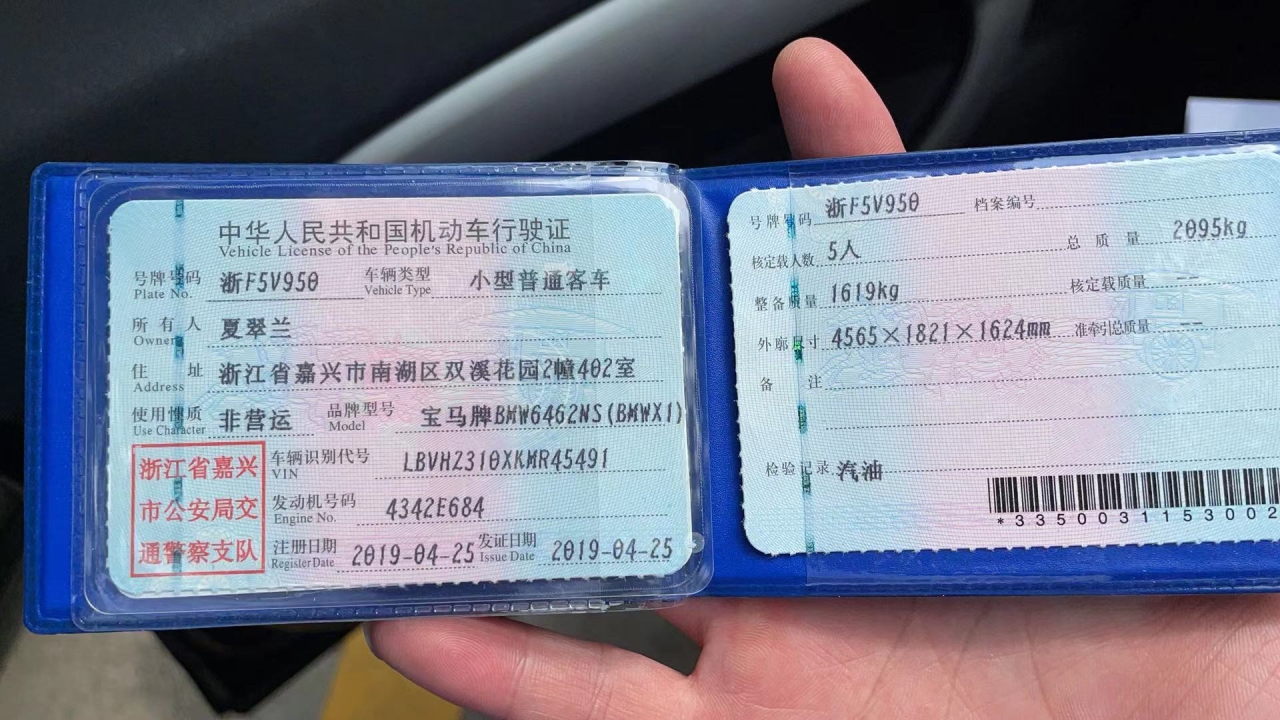 中华人民共和国机动车行驶证
Vehicle License of the People's Republic of China
号牌号码 浙F5V950 车辆类型 小型普通客车
Plate No. Vehicle Type
所有人 夏翠兰
Owner
住址 浙江省嘉兴市南湖区双溪花园2幢402室
Address
使用性质 非营运 品牌型号 宝马牌BMW6462NS(BMWX1)
Use Character Model
浙江省嘉兴
市公安局交
通警察支队
车辆识别代号 LBVHZ310XKMR45491
VIN
发动机号码 4342E684
Engine No.
注册日期 2019-04-25 发证日期 2019-04-25
Register Date Issue Date
号牌号码 浙F5V950 档案编号
核定载人数 5人 总质量 2095kg
整备质量 1619kg 核定载质量 --
外廓尺寸 4565×1821×1624mm 准牵引总质量 --
备注
检验记录 汽油
*3350031153002